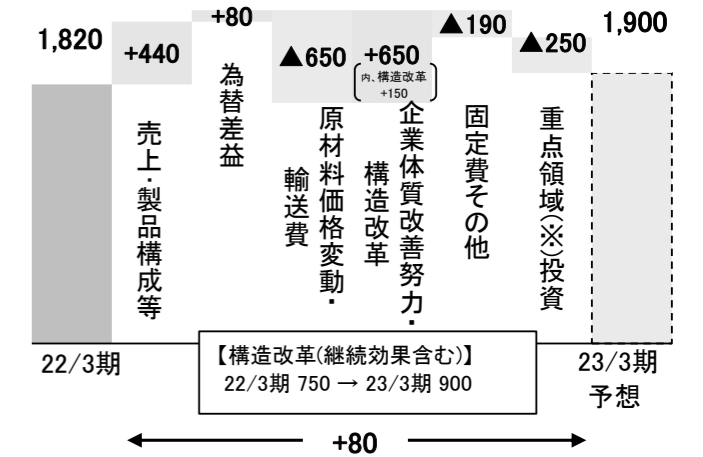 1,820
+440
+80
▲650
+650
内、構造改革
+150
▲190
▲250
1,900
売上・製品構成等
為替差益
原材料価格変動・
輸送費
企業体質改善努力・
構造改革
固定費その他
重点領域(※)投資
22/3期
【構造改革(継続効果含む)】
22/3期 750 → 23/3期 900
23/3期
予想
+80